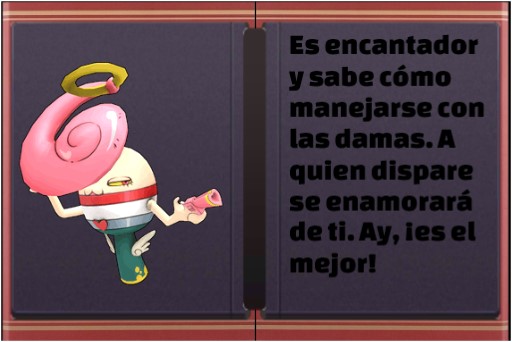 Es encantador
y sabe cómo
manejarse con
las damas. A
quien dispare
se enamorará
de ti. Ay, ¡es el
mejor!